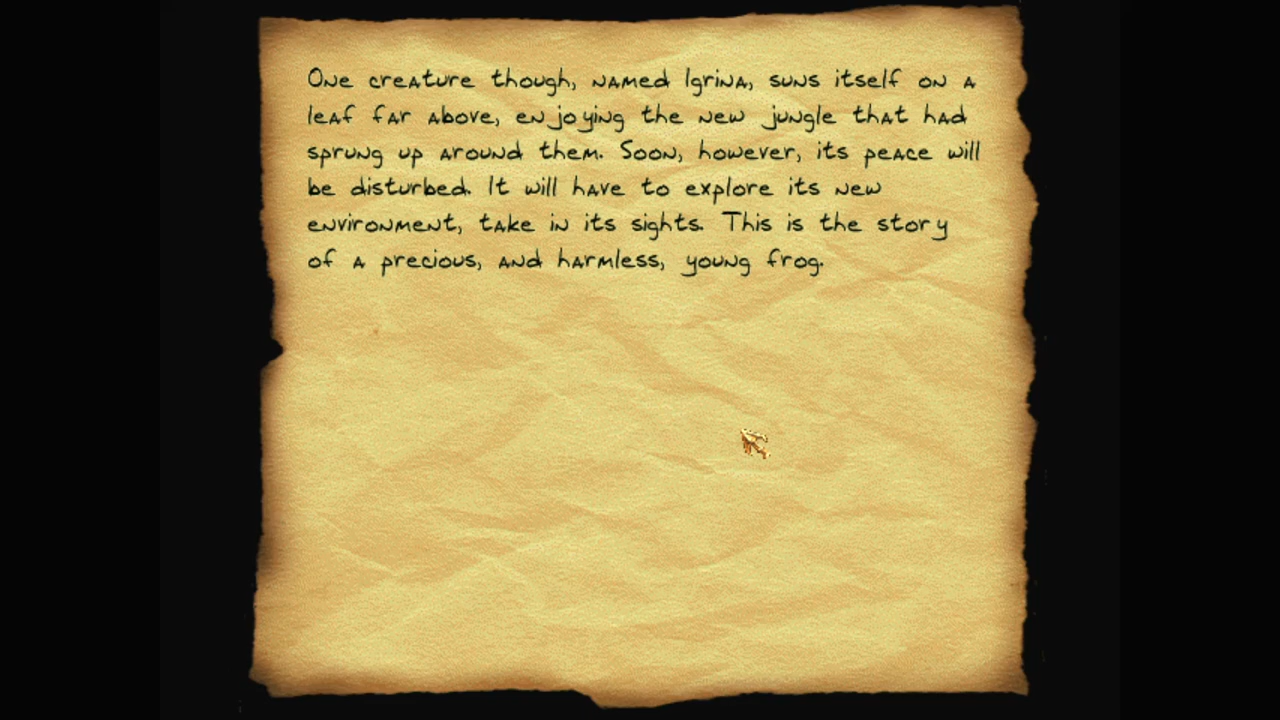 One creature though, named Igrina, suns itself on a
leaf far above, enjoying the new jungle that had
sprung up around them. Soon, however, its peace will
be disturbed. It will have to explore its new
environment, take in its sights. This is the story
of a precious, and harmless, young frog.